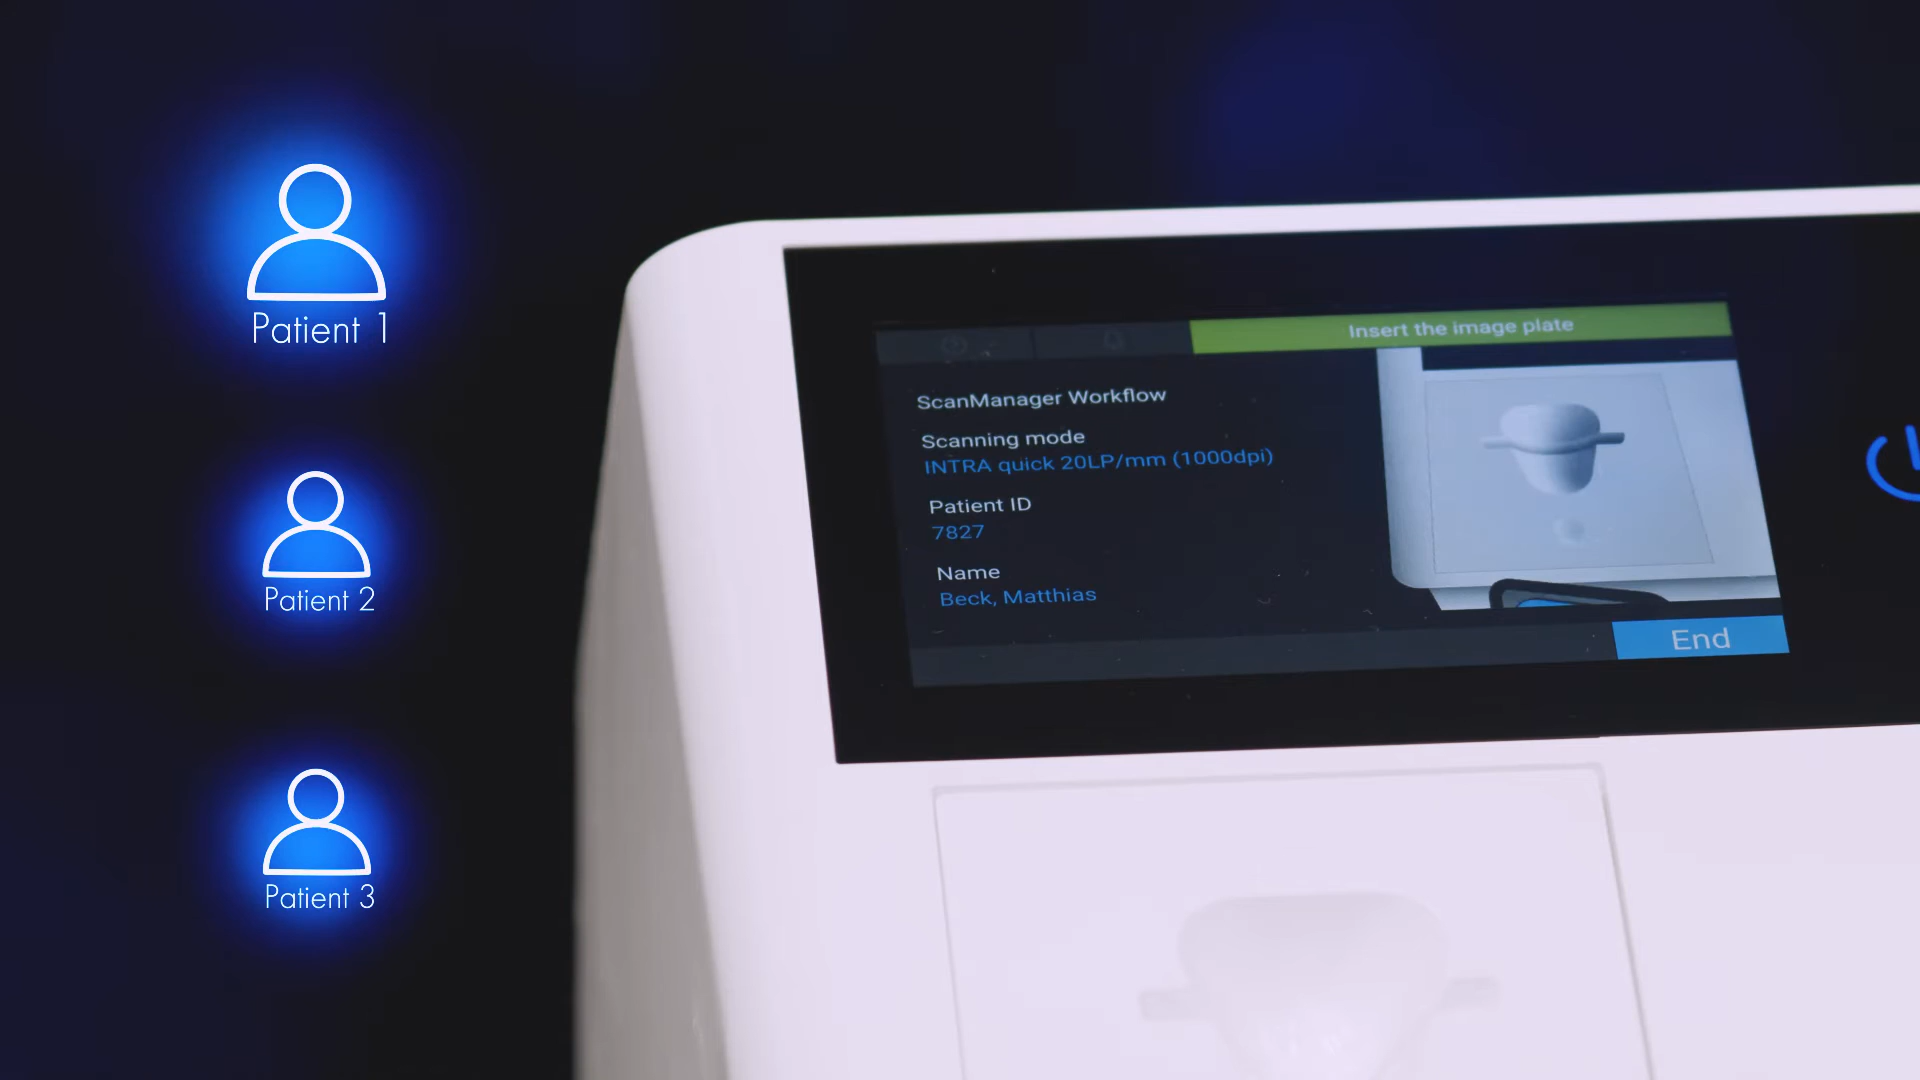 Patient 1
Patient 2
Patient 3
Insert the image plate
ScanManager Workflow
Scanning mode
INTRA quick 20LP/mm (1000dpi)
Patient ID
7827
Name
Beck, Matthias
End